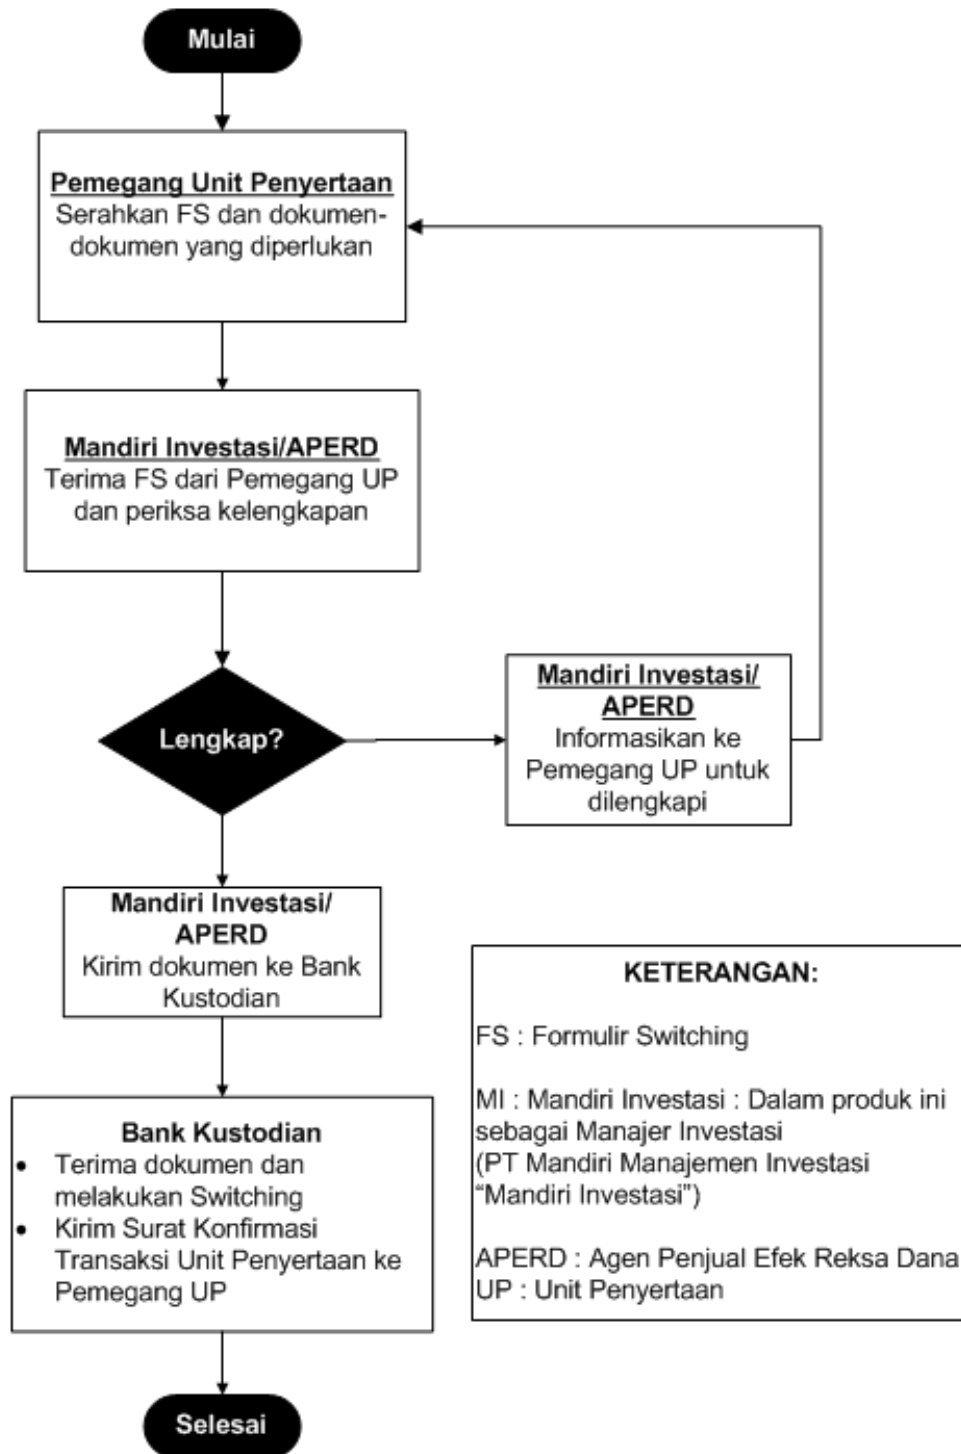 Mulai
Pemegang Unit Penyertaan
Serahkan FS dan dokumen-
dokumen yang diperlukan
Mandiri Investasi/APERD
Terima FS dari Pemegang UP
dan periksa kelengkapan
Lengkap?
Mandiri Investasi/
APERD
Informasikan ke
Pemegang UP untuk
dilengkapi
Mandiri Investasi/
APERD
Kirim dokumen ke Bank
Kustodian
Bank Kustodian
• Terima dokumen dan
melakukan Switching
• Kirim Surat Konfirmasi
Transaksi Unit Penyertaan ke
Pemegang UP
Selesai
KETERANGAN:
FS : Formulir Switching
MI : Mandiri Investasi : Dalam produk ini
sebagai Manajer Investasi
(PT Mandiri Manajemen Investasi
“Mandiri Investasi”)
APERD : Agen Penjual Efek Reksa Dana
UP : Unit Penyertaan